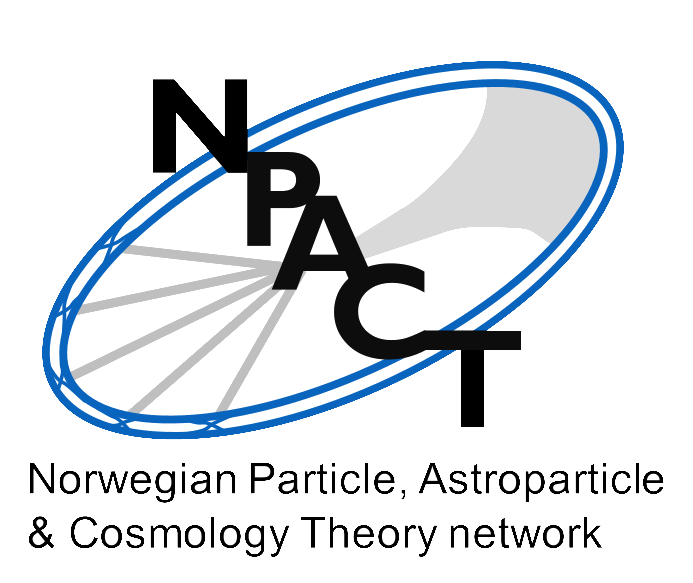 NPACT
Norwegian Particle, Astroparticle
& Cosmology Theory network